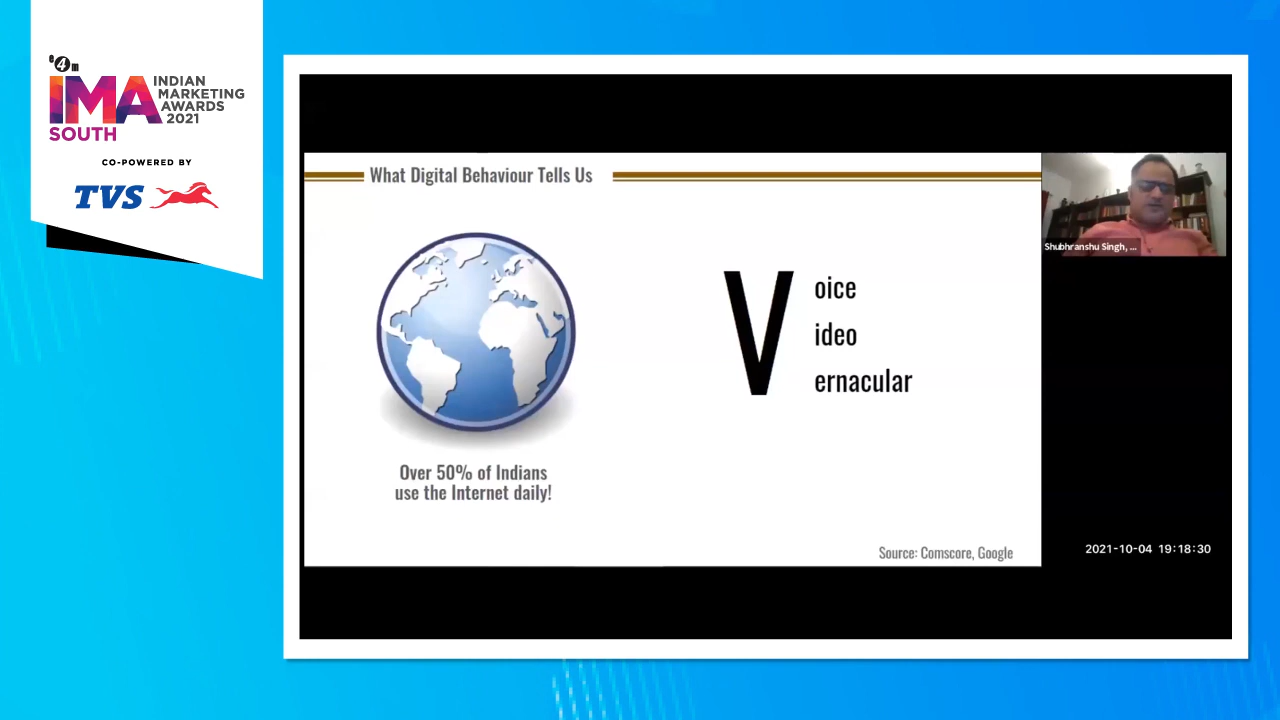 e4m
IMA INDIAN
MARKETING
AWARDS
2021
SOUTH
CO-POWERED BY
TVS
What Digital Behaviour Tells Us
V
oice
ideo
ernacular
Over 50% of Indians
use the Internet daily!
Source: Comscore, Google
Shubhranshu Singh, ...
2021-10-04 19:18:30